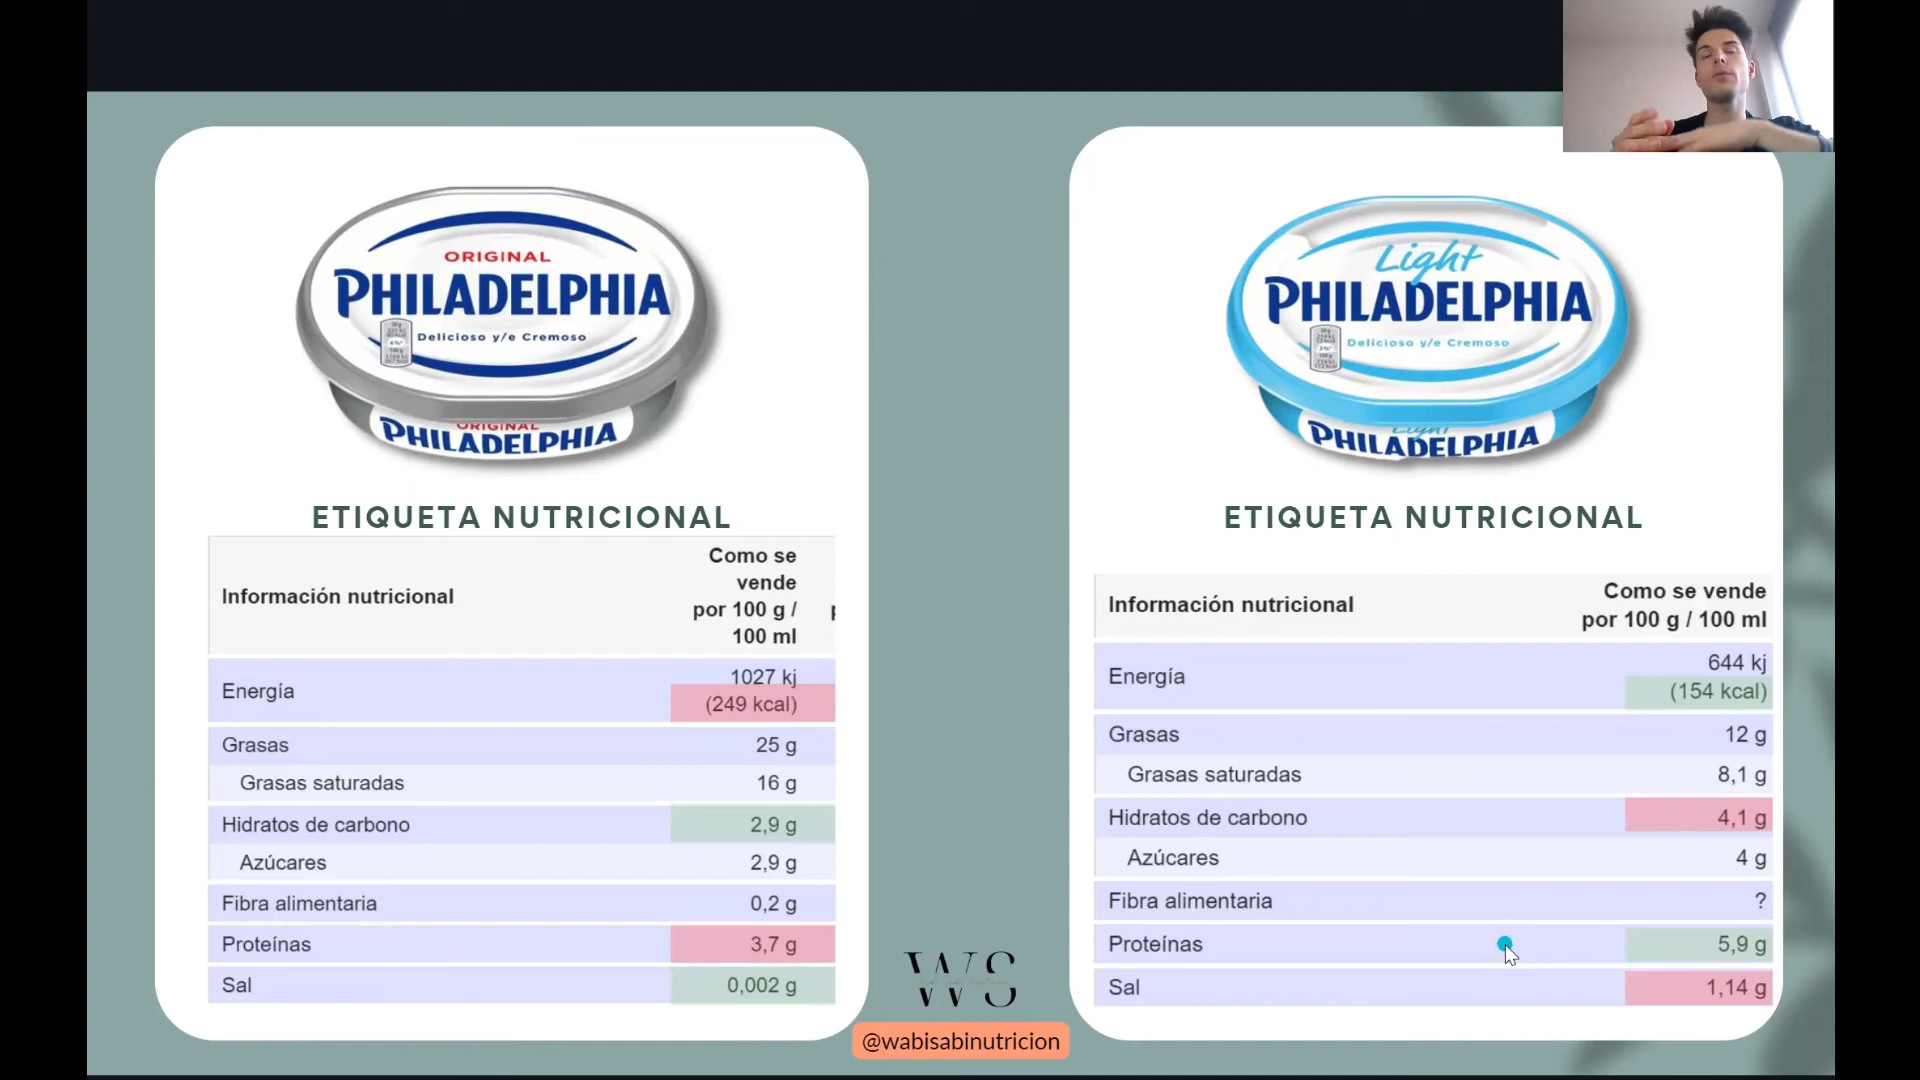 ORIGINAL
PHILADELPHIA
Delicioso y/e Cremoso
ORIGINAL
PHILADELPHIA
ETIQUETA NUTRICIONAL
Información nutricional
Como se
vende
por 100 g /
100 ml
Energía
1027 kj
(249 kcal)
Grasas 25 g
Grasas saturadas 16 g
Hidratos de carbono 2,9 g
Azúcares 2,9 g
Fibra alimentaria 0,2 g
Proteínas 3,7 g
Sal 0,002 g
Light
PHILADELPHIA
Delicioso y/e Cremoso
Light
PHILADELPHIA
ETIQUETA NUTRICIONAL
Información nutricional
Como se vende
por 100 g / 100 ml
Energía
644 kj
(154 kcal)
Grasas 12 g
Grasas saturadas 8,1 g
Hidratos de carbono 4,1 g
Azúcares 4 g
Fibra alimentaria ?
Proteínas 5,9 g
Sal 1,14 g
WS
@wabisabinutricion